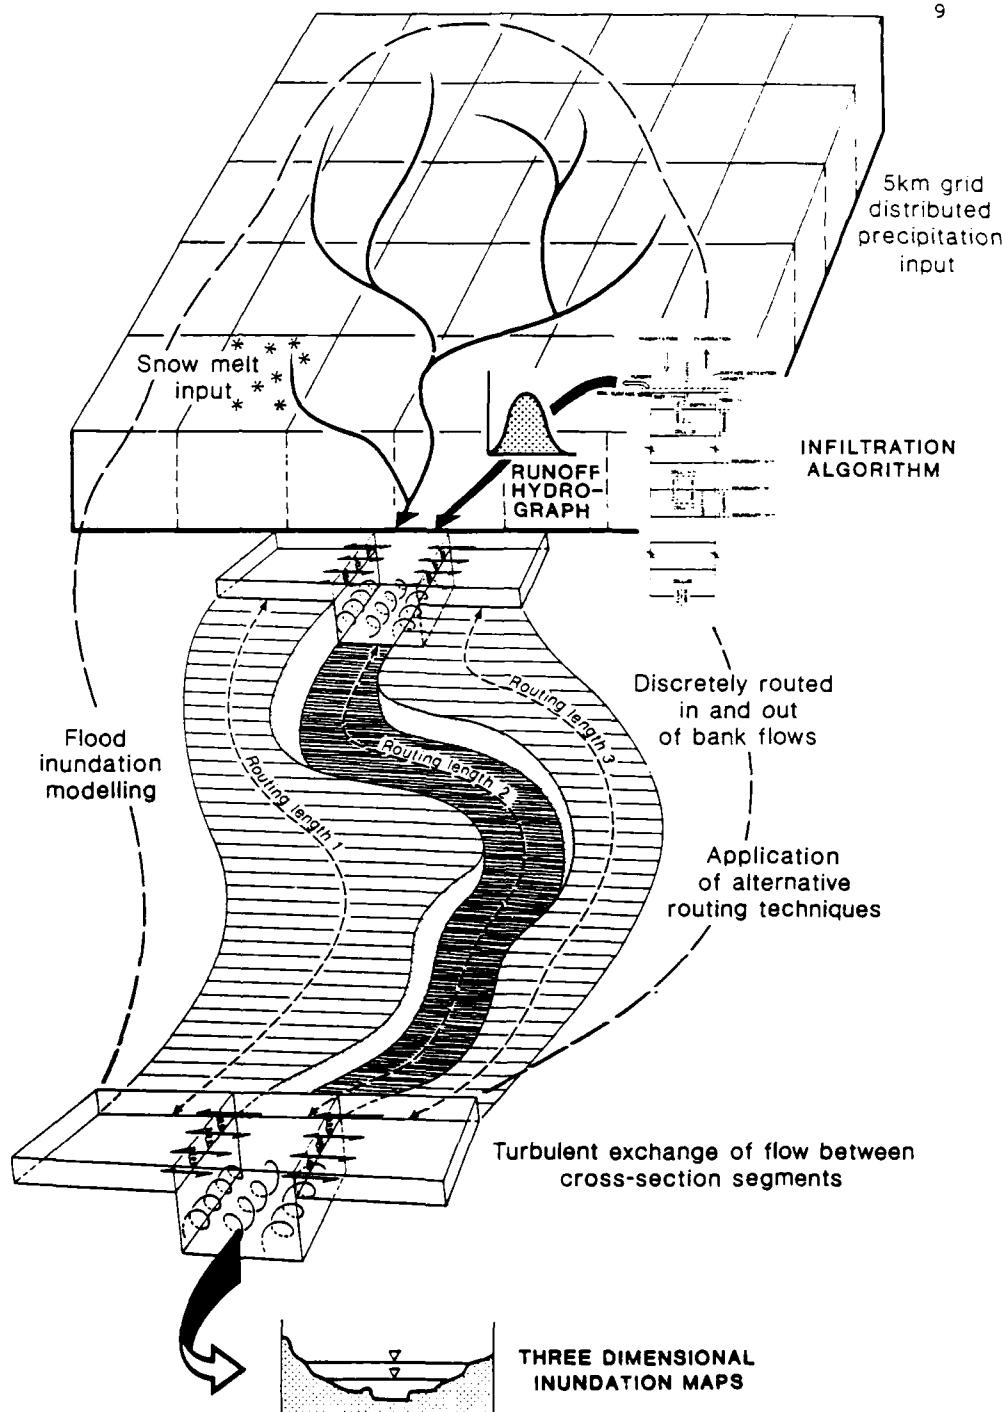 9
5km grid
distributed
precipitation
input
Snow melt
input
RUNOFF
HYDRO-
GRAPH
INFILTRATION
ALGORITHM
Discretely routed
in and out
of bank flows
Routing length 1
Routing length 2
Routing length 3
Flood
inundation
modelling
Application
of alternative
routing techniques
Turbulent exchange of flow between
cross-section segments
THREE DIMENSIONAL
INUNDATION MAPS